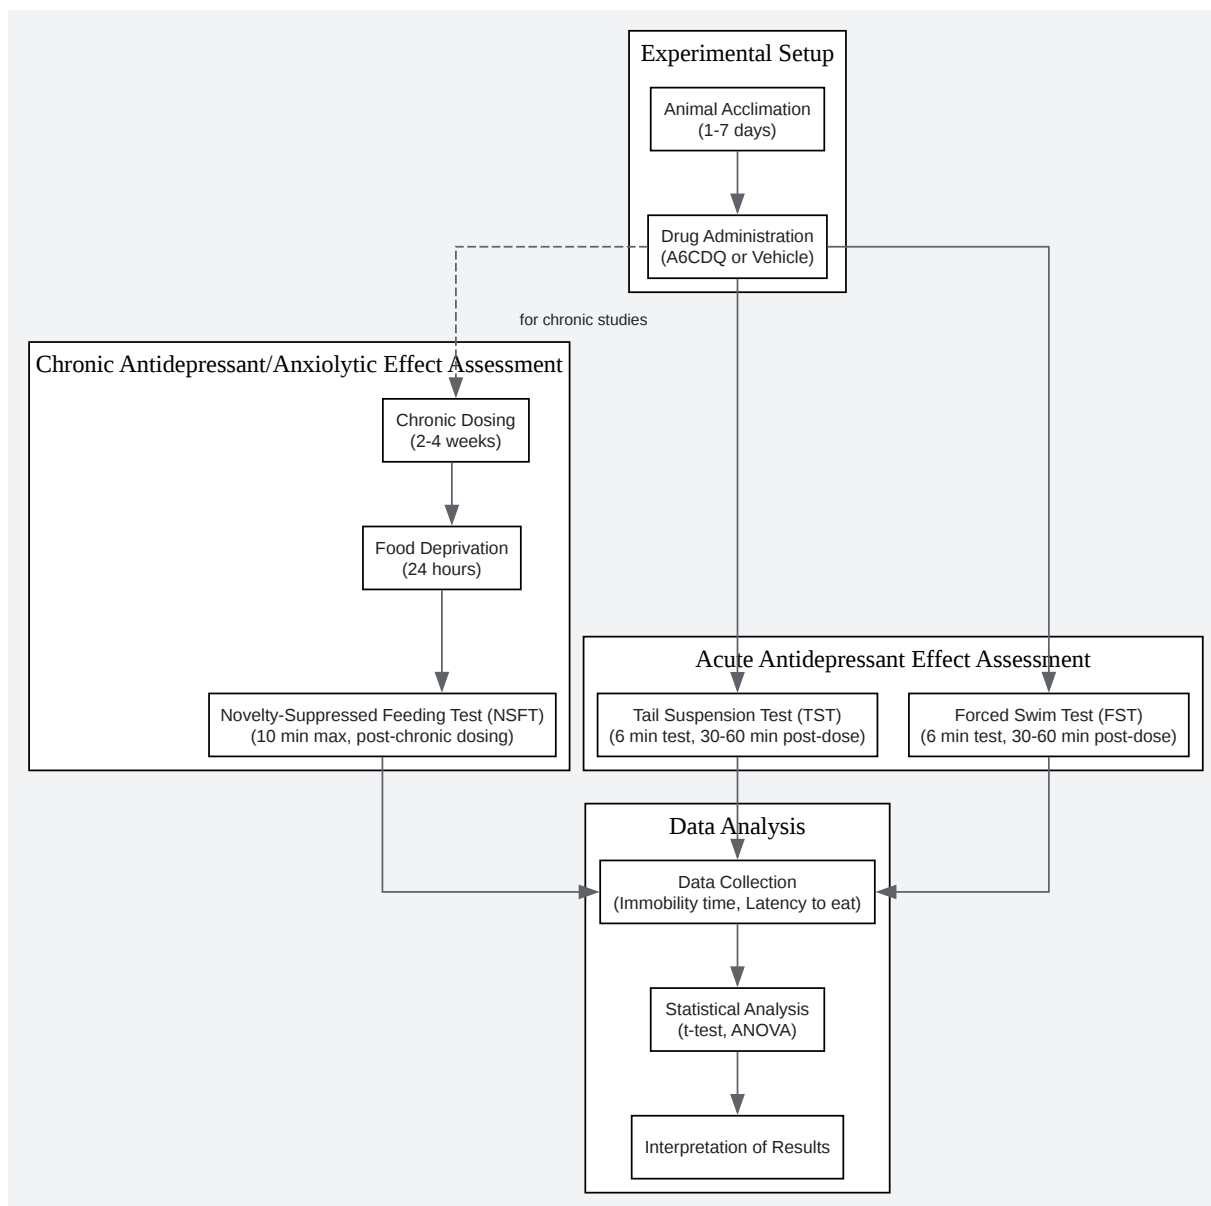 Experimental Setup
Animal Acclimation
(1-7 days)
Drug Administration
(A6CDQ or Vehicle)
for chronic studies
Chronic Antidepressant/Anxiolytic Effect Assessment
Chronic Dosing
(2-4 weeks)
Food Deprivation
(24 hours)
Novelty-Suppressed Feeding Test (NSFT)
(10 min max, post-chronic dosing)
Acute Antidepressant Effect Assessment
Tail Suspension Test (TST)
(6 min test, 30-60 min post-dose)
Forced Swim Test (FST)
(6 min test, 30-60 min post-dose)
Data Analysis
Data Collection
(Immobility time, Latency to eat)
Statistical Analysis
(t-test, ANOVA)
Interpretation of Results